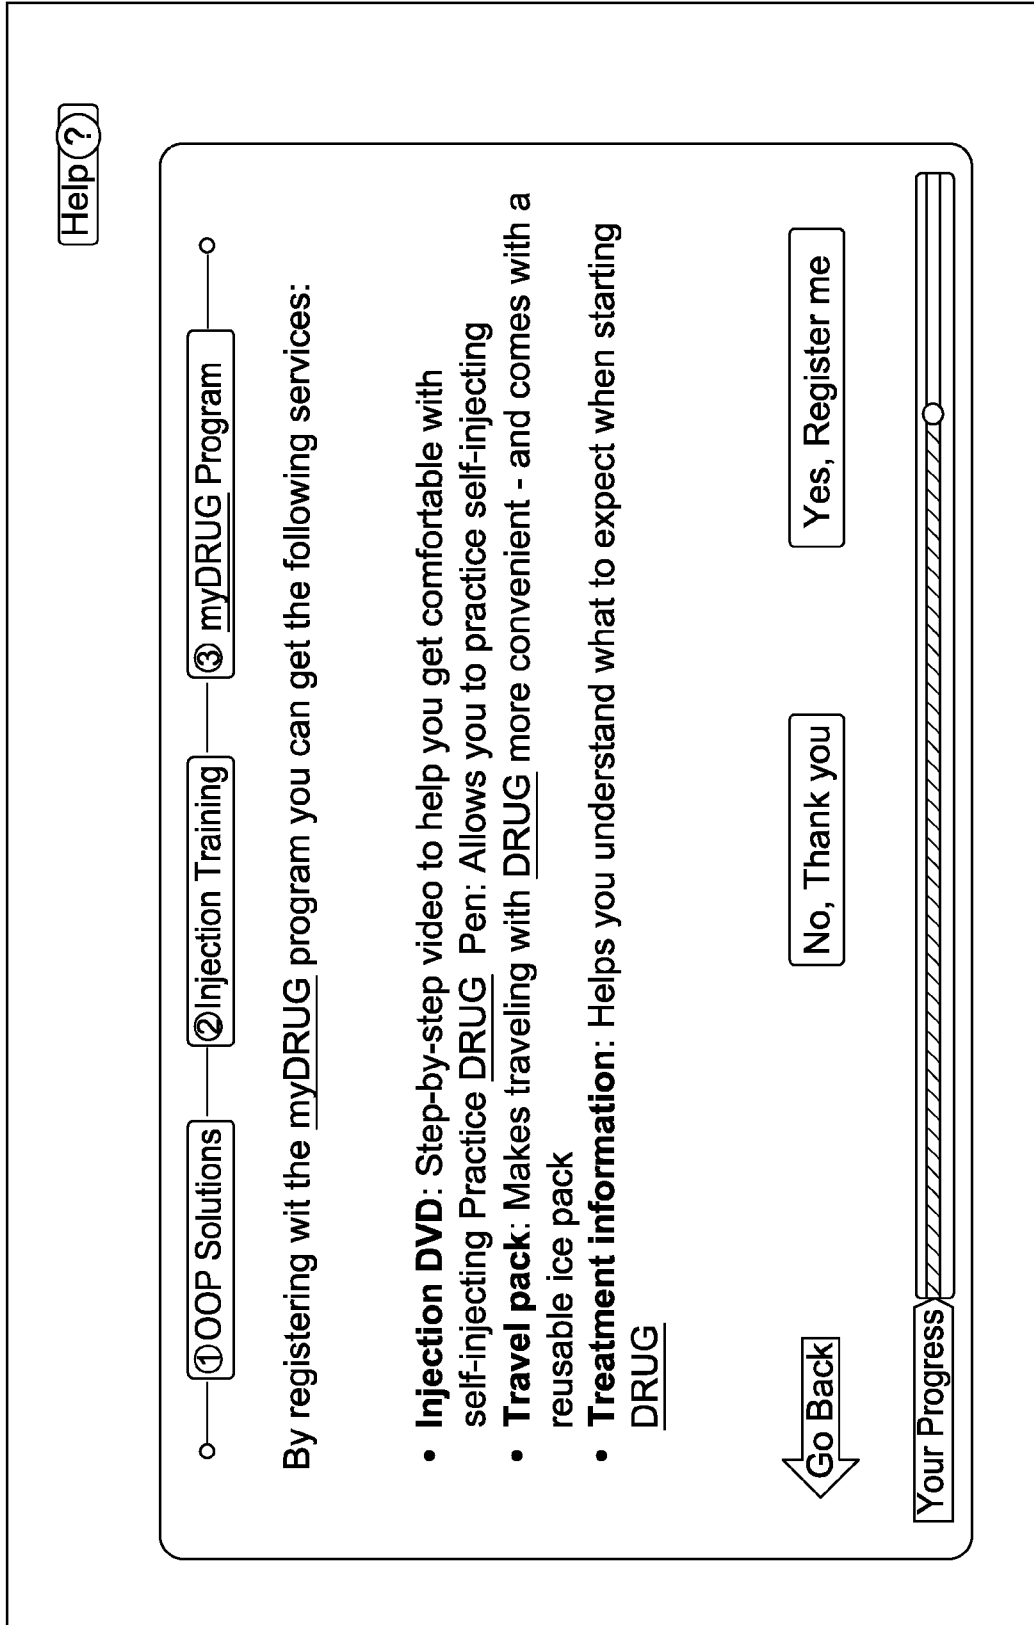 Help ?
① OOP Solutions
② Injection Training
③ myDRUG Program
By registering wit the myDRUG program you can get the following services:
• Injection DVD: Step-by-step video to help you get comfortable with
self-injecting Practice DRUG Pen: Allows you to practice self-injecting
• Travel pack: Makes traveling with DRUG more convenient - and comes with a
reusable ice pack
• Treatment information: Helps you understand what to expect when starting
DRUG
Go Back
No, Thank you
Yes, Register me
Your Progress